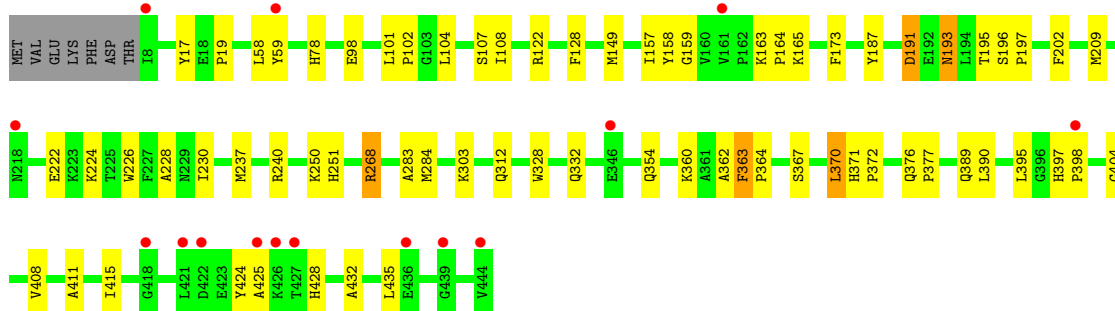 MET VAL GLU LYS PHE ASP THR I8 Y17 E18 P19 L58 Y59 H78 E98 L101 P102 G103 L104 S107 I108 R122 F128 M149 I157 Y158 G159 V160 V161 P162 K163 P164 K165 F173 Y187 D191 E192 N193 L194 T195 S196 P197 F202 M209
N218 E222 K223 K224 T225 W226 F227 A228 N229 I230 M237 R240 K250 H251 R268 A283 M284 K303 Q312 W328 Q332 E346 Q354 K360 A361 A362 F363 P364 S367 L370 H371 P372 Q376 P377 Q389 L390 L395 G396 H397 P398
V408 A411 I415 G418 L421 D422 E423 Y424 A425 K426 T427 H428 A432 L435 E436 G439 V444